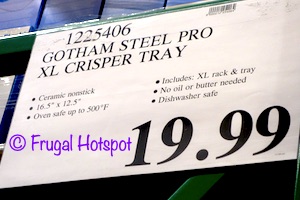 1225406
GOTHAM STEEL PRO
XL CRISPER TRAY
• Ceramic nonstick
• 16.5" x 12.5"
• Oven safe up to 500°F
• Includes: XL rack & tray
• No oil or butter needed
• Dishwasher safe
19.99
© Frugal Hotspot